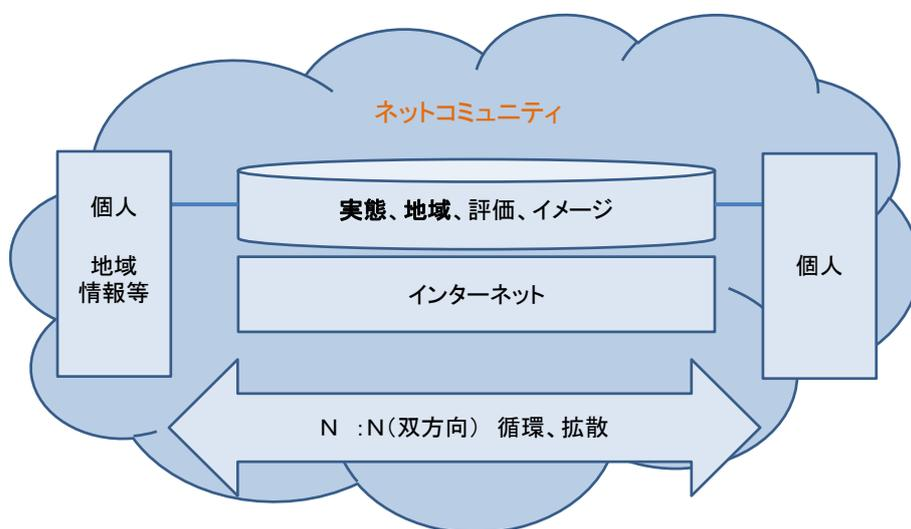 ネットコミュニティ
個人
地域
情報等
実態、地域、評価、イメージ
インターネット
個人
N :N(双方向) 循環、拡散